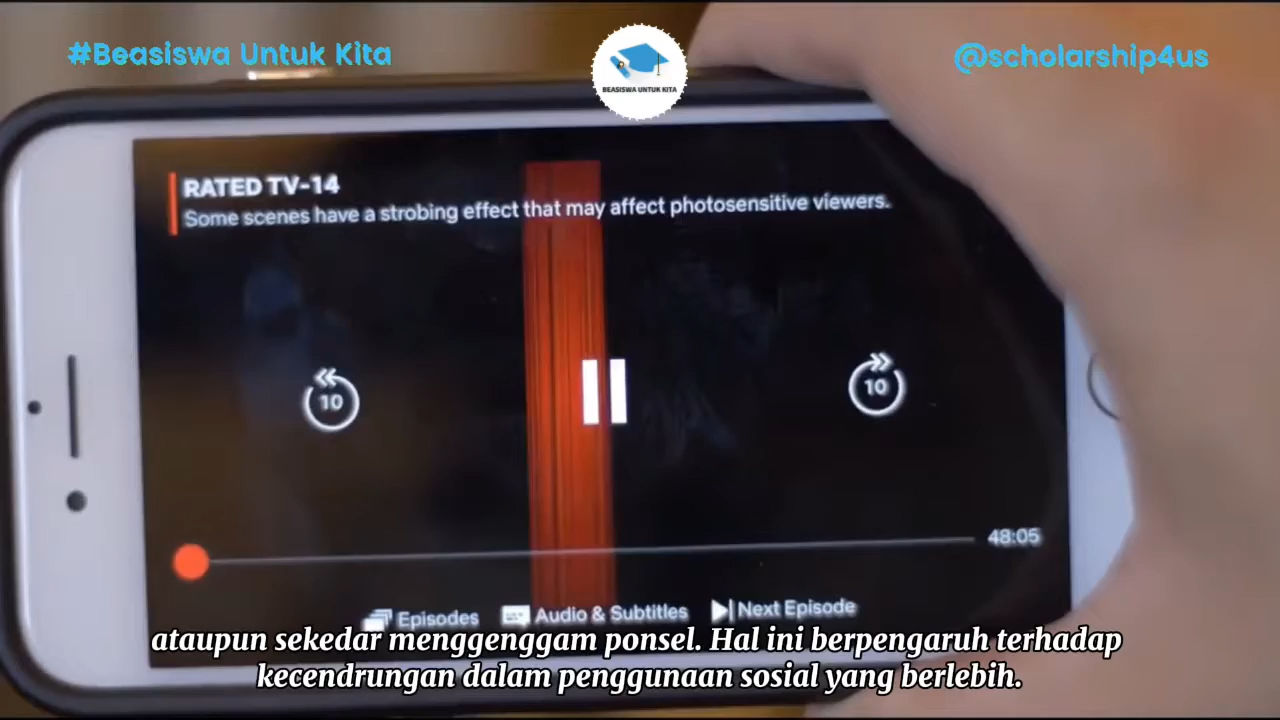 #Beasiswa Untuk Kita
BEASISWA UNTUK KITA
@scholarship4us
RATED TV-14
Some scenes have a strobing effect that may affect photosensitive viewers.
10
10
48:05
Episodes
Audio & Subtitles
Next Episode
ataupun sekedar menggenggam ponsel. Hal ini berpengaruh terhadap
kecendrungan dalam penggunaan sosial yang berlebih.